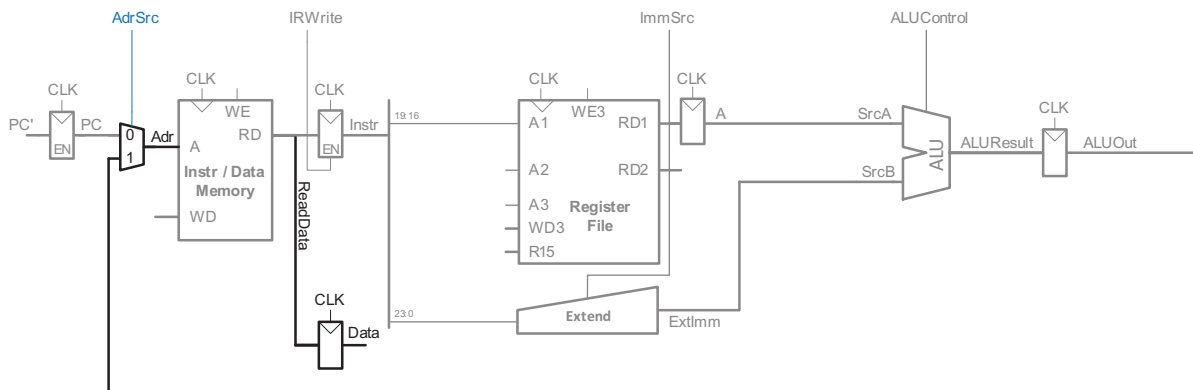 AdrSrc
IRWrite
ImmSrc
ALUControl
CLK
CLK
CLK
CLK
CLK
CLK
PC'
EN
PC
0
1
Adr
WE
RD
A
Instr / Data
Memory
WD
EN
Instr
19:16
A1
WE3
RD1
A2
RD2
A3
WD3
R15
Register
File
A
SrcA
SrcB
ALU
ALUResult
ALUOut
ReadData
CLK
Data
23:0
Extend
ExtImm